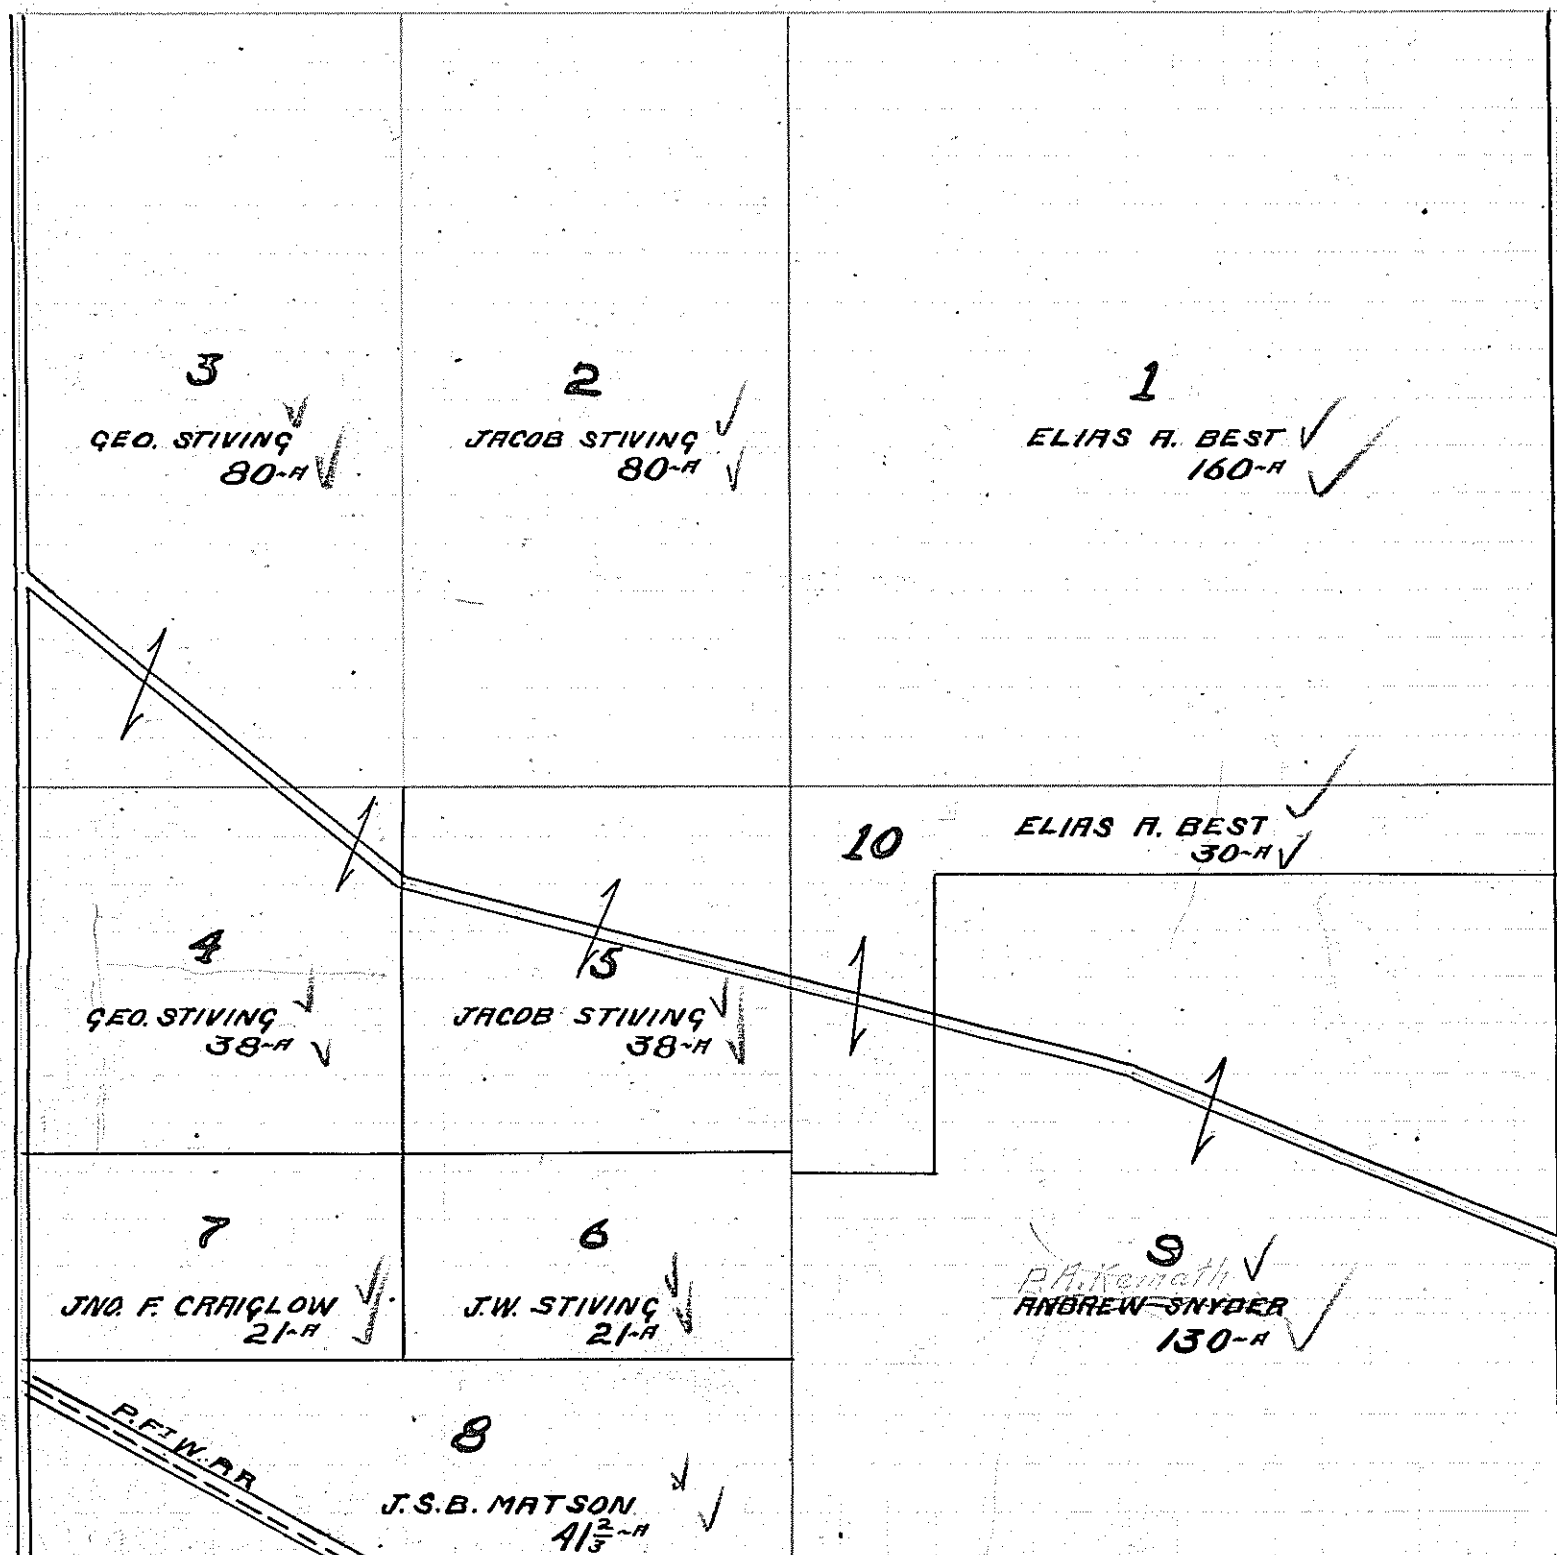 3
GEO. STIVING
80~A
2
JACOB STIVING
80~A
1
ELIAS A. BEST
160~A
10
ELIAS A. BEST
30~A
4
GEO. STIVING
38~A
5
JACOB STIVING
38~A
7
JNO. F. CRAIGLOW
21~A
6
J.W. STIVING
21~A
9
P.A.
ANDREW SNYDER
130~A
P. FT W. RR
8
J.S.B. MATSON
41 2/3~A